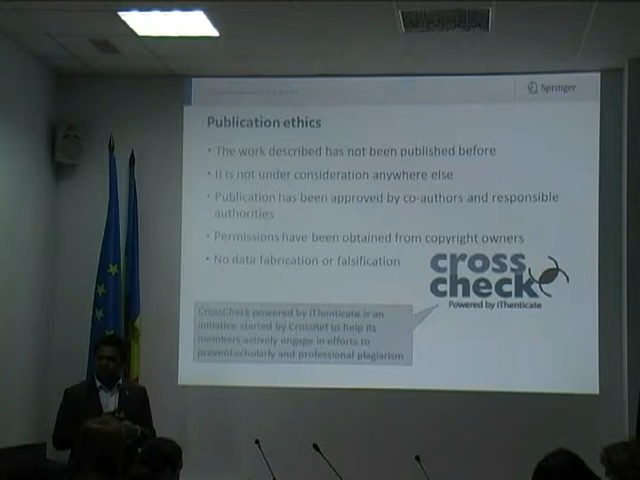 Springer
Publication ethics
• The work described has not been published before
• It is not under consideration anywhere else
• Publication has been approved by co-authors and responsible
authorities
• Permissions have been obtained from copyright owners
• No data fabrication or falsification
cross
check
Powered by iThenticate
CrossCheck powered by iThenticate is an
initiative started by CrossRef to help its
members actively engage in efforts to
prevent scholarly and professional plagiarism